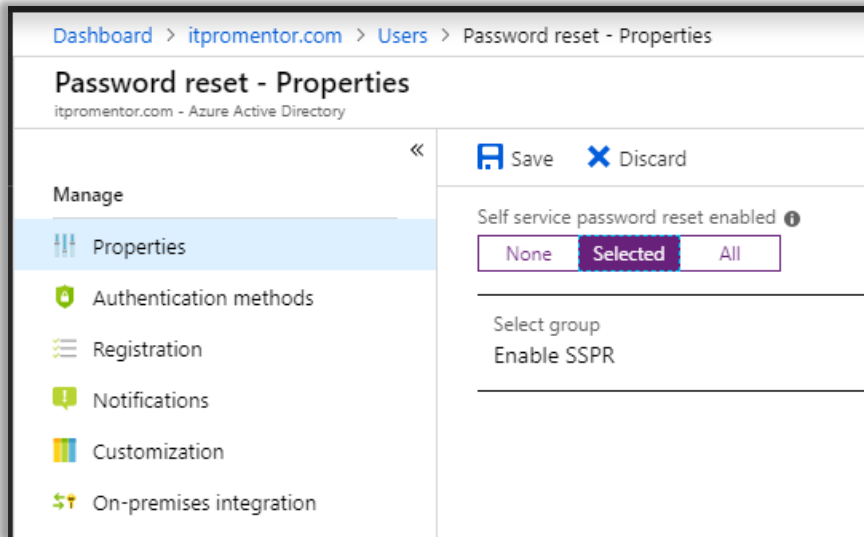 Dashboard > itpromentor.com > Users > Password reset - Properties
Password reset - Properties
itpromentor.com - Azure Active Directory
«
Manage
Properties
Authentication methods
Registration
Notifications
Customization
On-premises integration
Save Discard
Self service password reset enabled
None Selected All
Select group
Enable SSPR